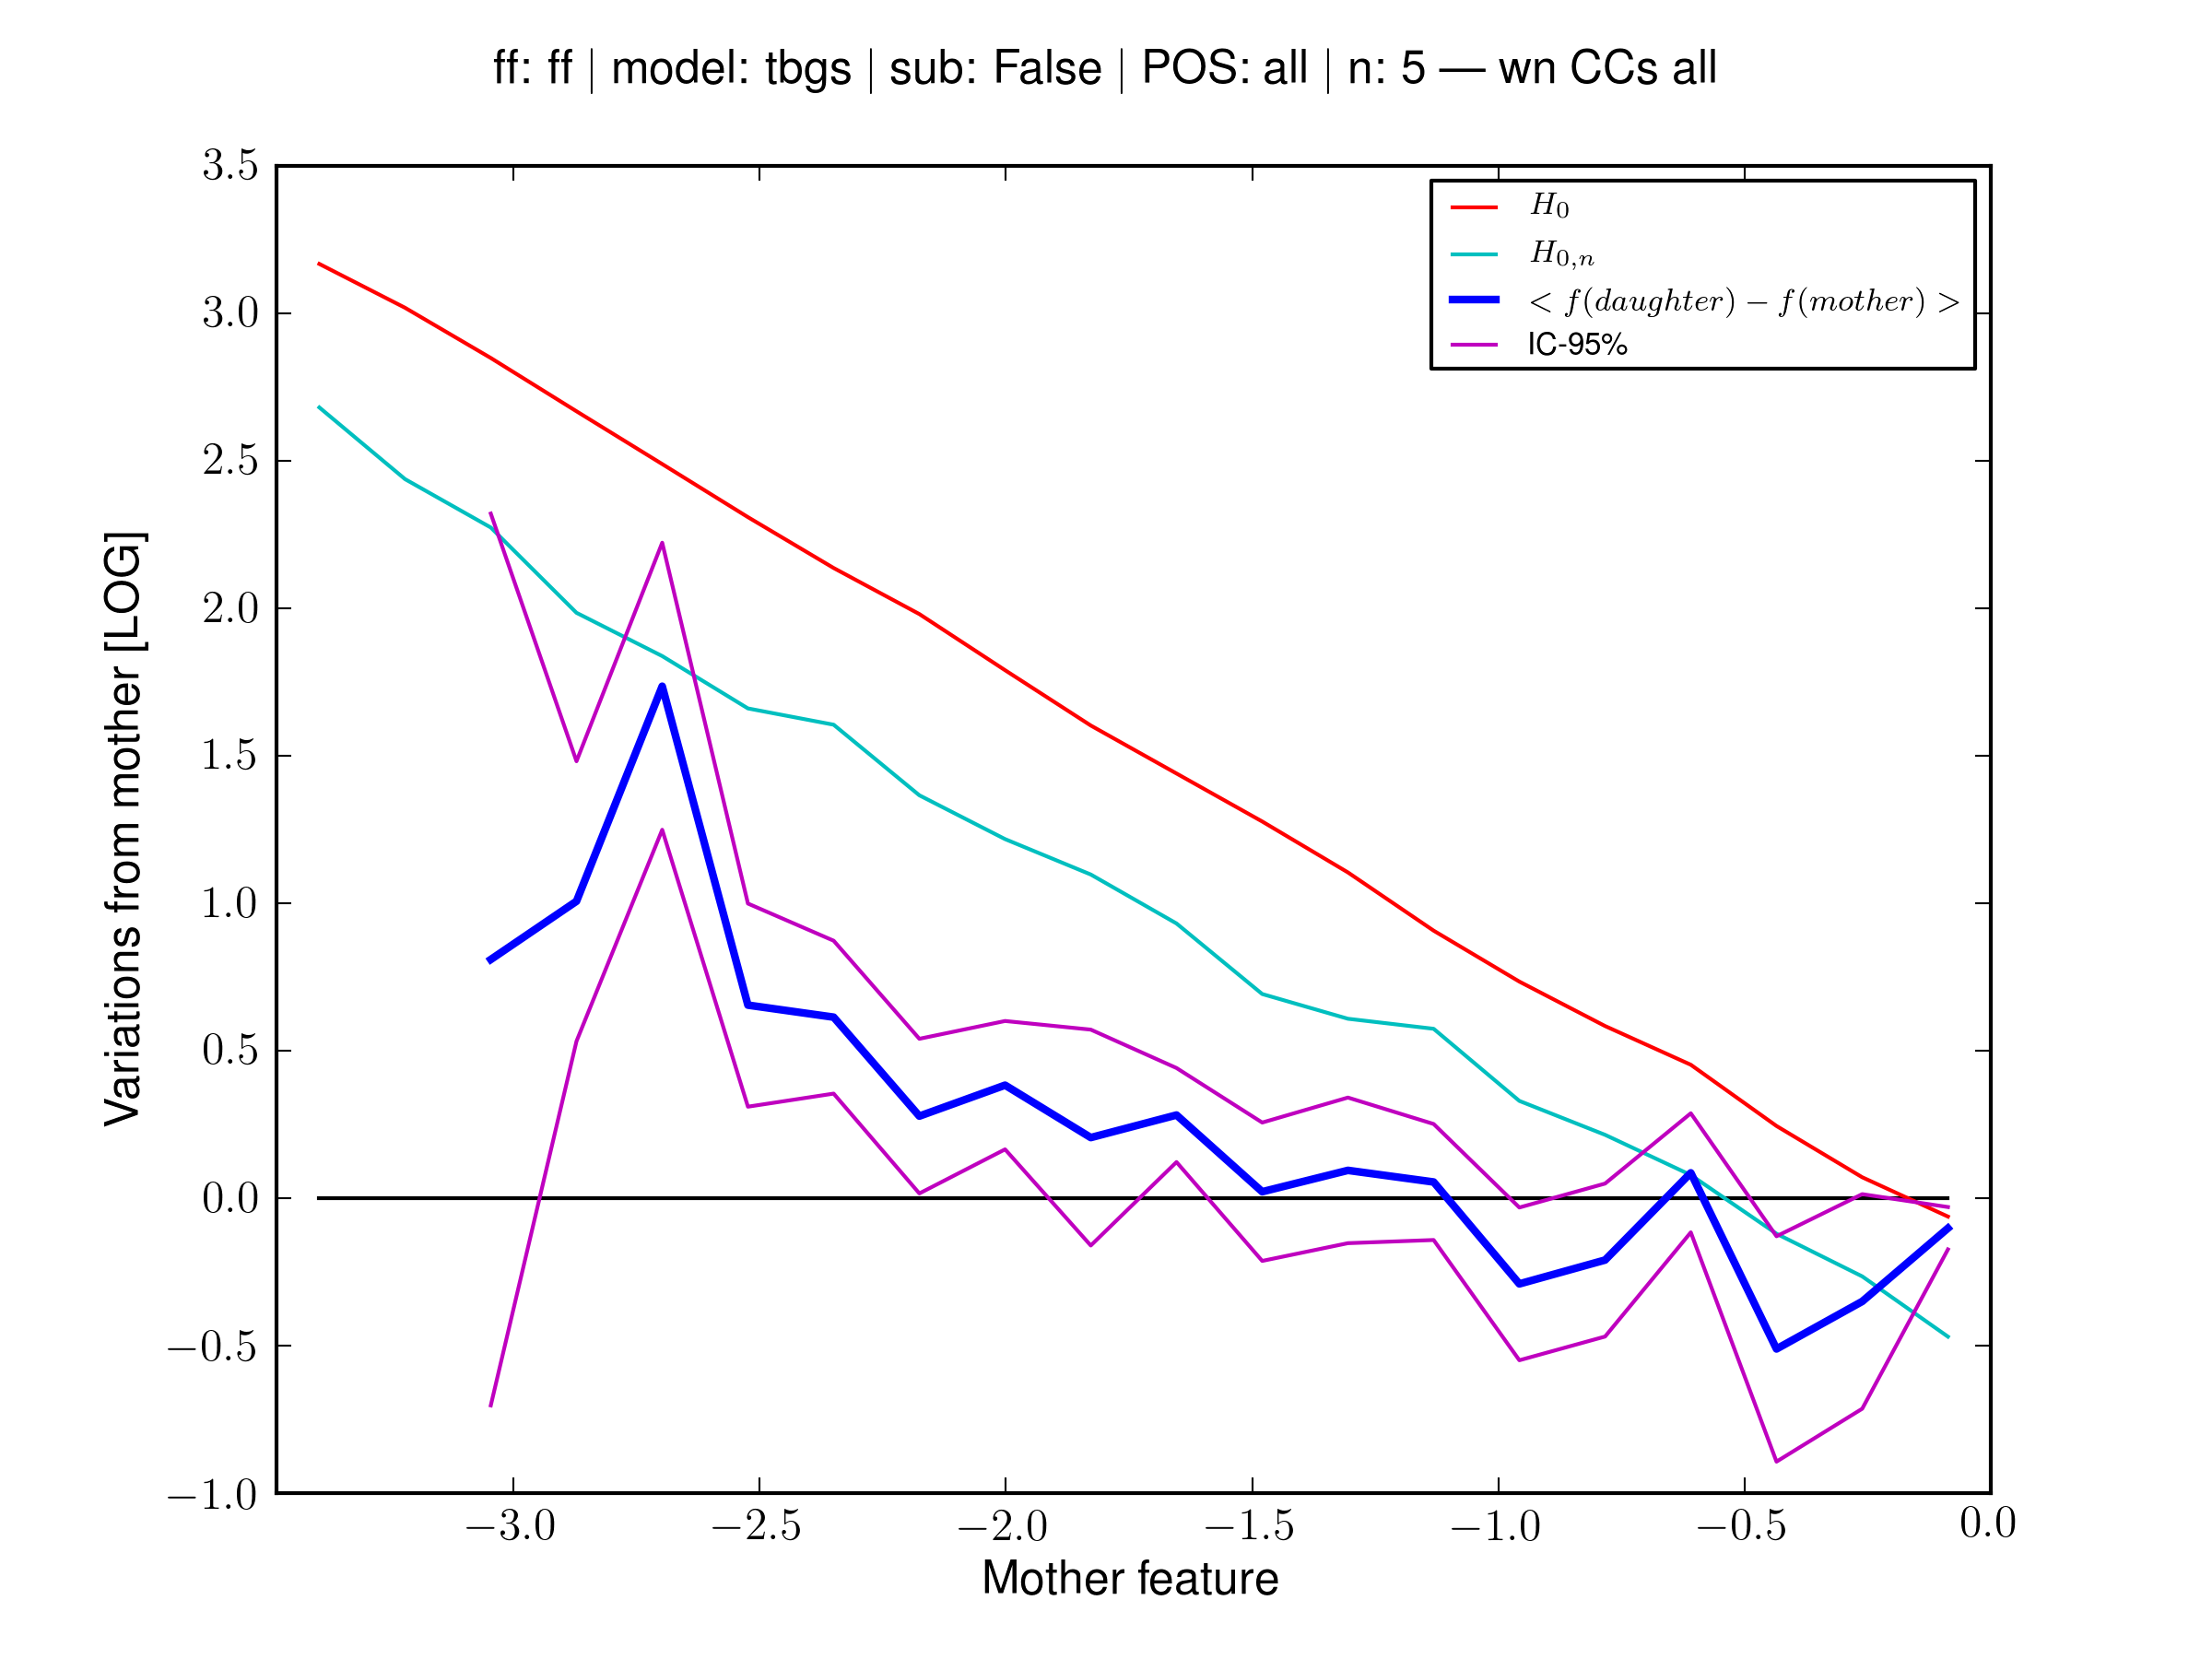 ff: ff | model: tbgs | sub: False | POS: all | n: 5 — wn CCs all
3.5
3.0
2.5
2.0
1.5
1.0
0.5
0.0
−0.5
−1.0
Variations from mother [LOG]
H₀
H₀,ₙ
< f(daughter) − f(mother) >
IC-95%
−3.0 −2.5 −2.0 −1.5 −1.0 −0.5 0.0
Mother feature